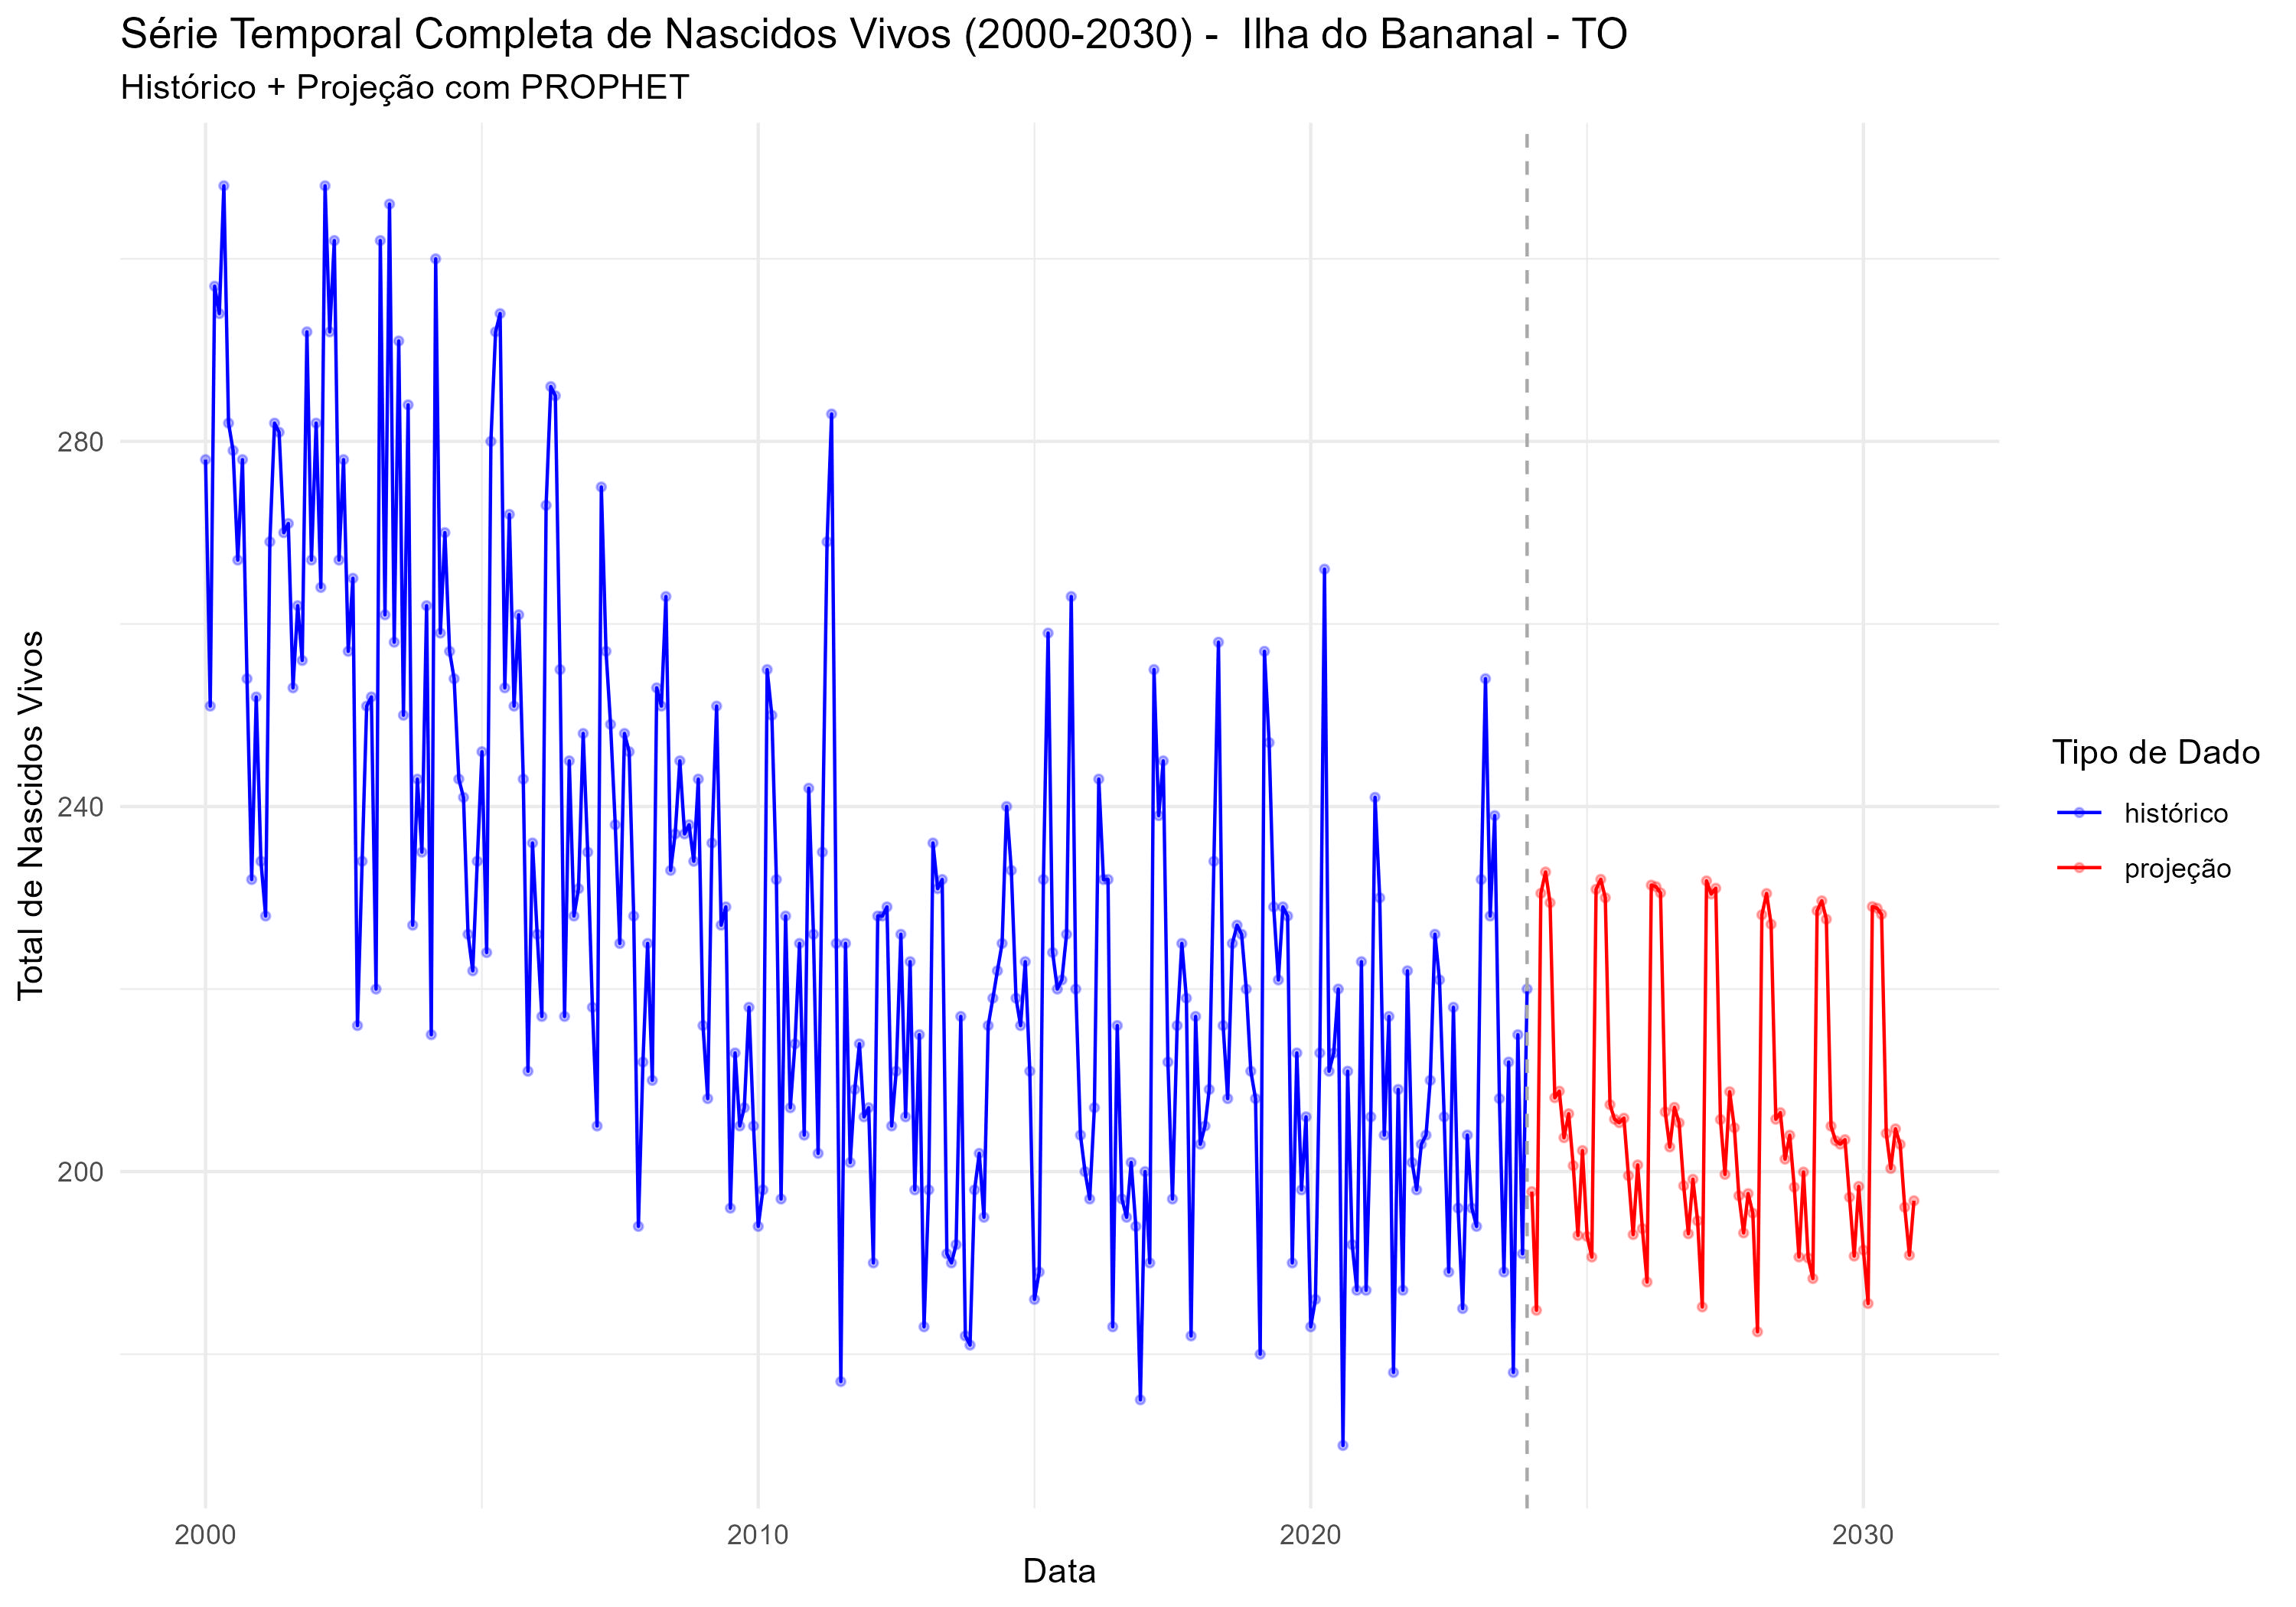 Série Temporal Completa de Nascidos Vivos (2000-2030) -  Ilha do Bananal - TO
Histórico + Projeção com PROPHET
Total de Nascidos Vivos
280
240
200
2000
2010
2020
2030
Data
Tipo de Dado
histórico
projeção